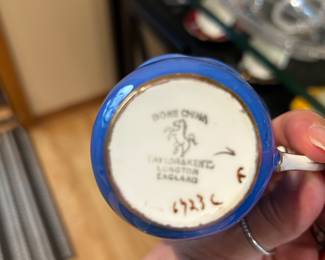 BONE CHINA
TAYLOR & KENT
LONGTON
ENGLAND
F
6923 C